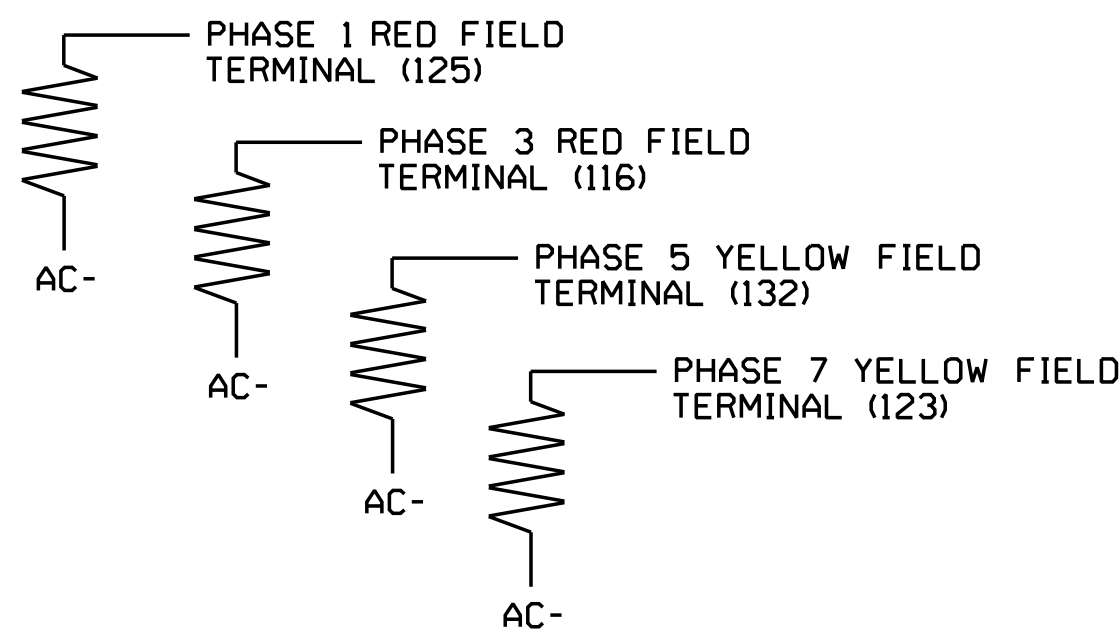 PHASE 1 RED FIELD
TERMINAL (125)
AC-
PHASE 3 RED FIELD
TERMINAL (116)
AC-
PHASE 5 YELLOW FIELD
TERMINAL (132)
AC-
PHASE 7 YELLOW FIELD
TERMINAL (123)
AC-